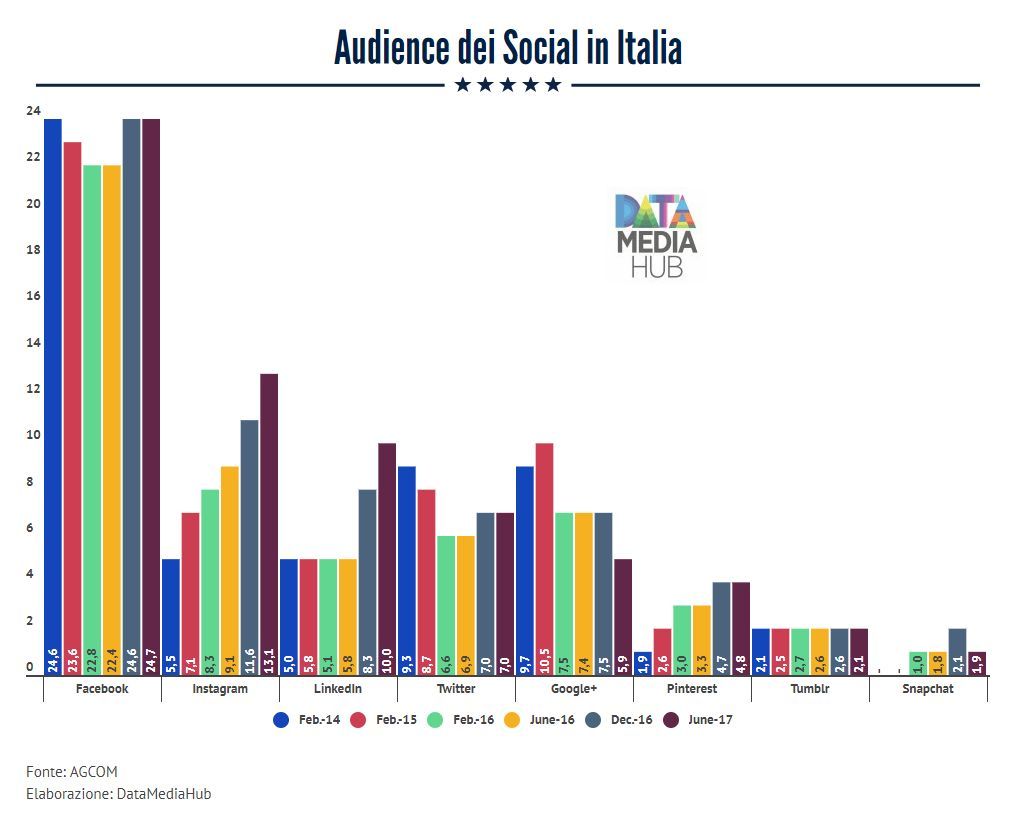 Audience dei Social in Italia
DATA
MEDIA
HUB
24
22
20
18
16
14
12
10
8
6
4
2
0
24,6 23,6 22,8 22,4 24,6 24,7
5,5 7,1 8,3 9,1 11,6 13,1
5,0 5,8 5,1 5,8 8,3 10,0
9,3 8,7 6,6 6,9 7,0 7,0
9,7 10,5 7,5 7,4 7,5 5,9
1,9 2,6 3,0 3,3 4,7 4,8
2,1 2,5 2,7 2,6 2,6 2,1
1,0 1,8 2,1 1,9
Facebook Instagram LinkedIn Twitter Google+ Pinterest Tumblr Snapchat
Feb.-14 Feb.-15 Feb.-16 June-16 Dec.-16 June-17
Fonte: AGCOM
Elaborazione: DataMediaHub